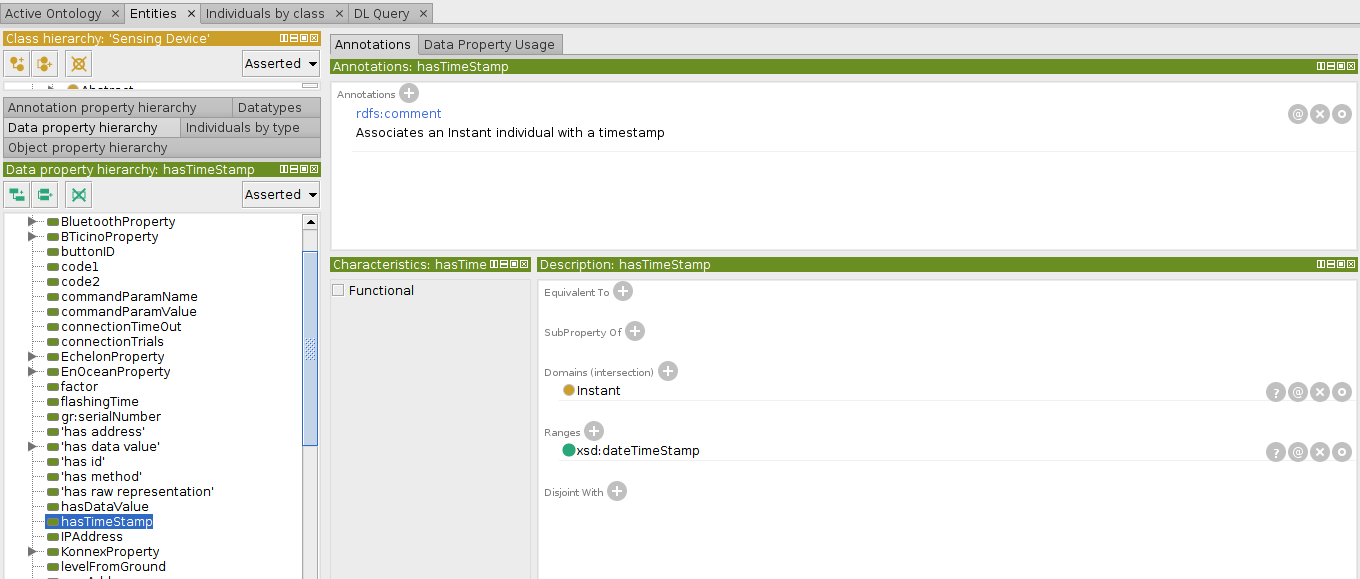 Active Ontology × Entities × Individuals by class × DL Query ×
Class hierarchy: 'Sensing Device'
Asserted
Abstract
Annotation property hierarchy Datatypes
Data property hierarchy Individuals by type
Object property hierarchy
Data property hierarchy: hasTimeStamp
Asserted
BluetoothProperty
BTicinoProperty
buttonID
code1
code2
commandParamName
commandParamValue
connectionTimeOut
connectionTrials
EchelonProperty
EnOceanProperty
factor
flashingTime
gr:serialNumber
'has address'
'has data value'
'has id'
'has method'
'has raw representation'
hasDataValue
hasTimeStamp
IPAddress
KonnexProperty
levelFromGround
Annotations Data Property Usage
Annotations: hasTimeStamp
Annotations
rdfs:comment
Associates an Instant individual with a timestamp
Characteristics: hasTime
Functional
Description: hasTimeStamp
Equivalent To
SubProperty Of
Domains (intersection)
Instant
Ranges
xsd:dateTimeStamp
Disjoint With